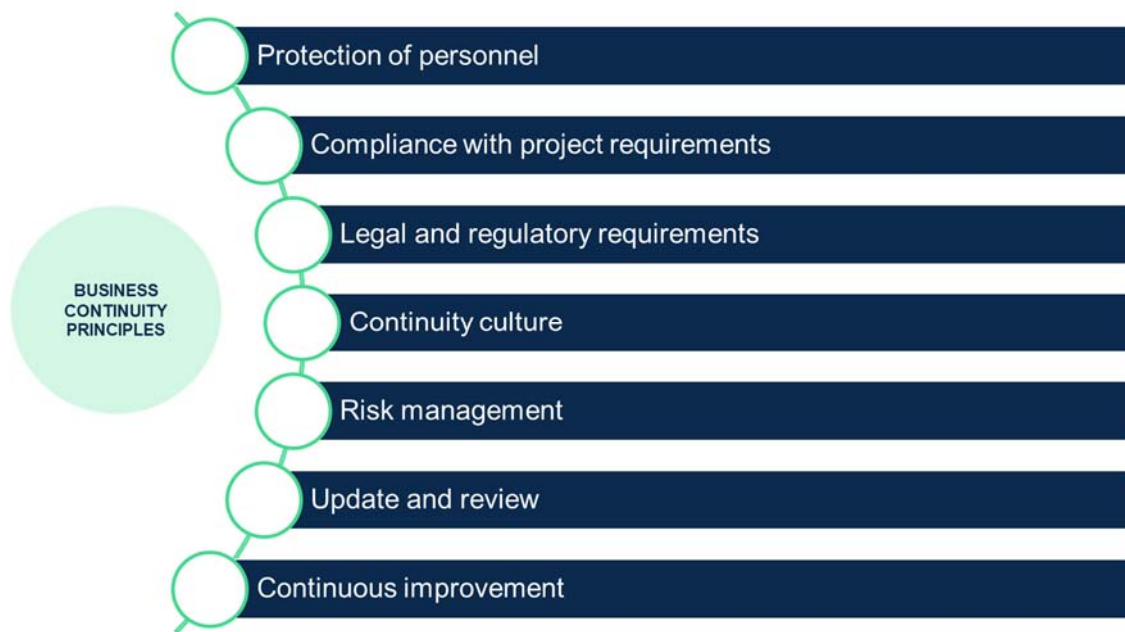 Protection of personnel
Compliance with project requirements
Legal and regulatory requirements
BUSINESS
CONTINUITY
PRINCIPLES
Continuity culture
Risk management
Update and review
Continuous improvement